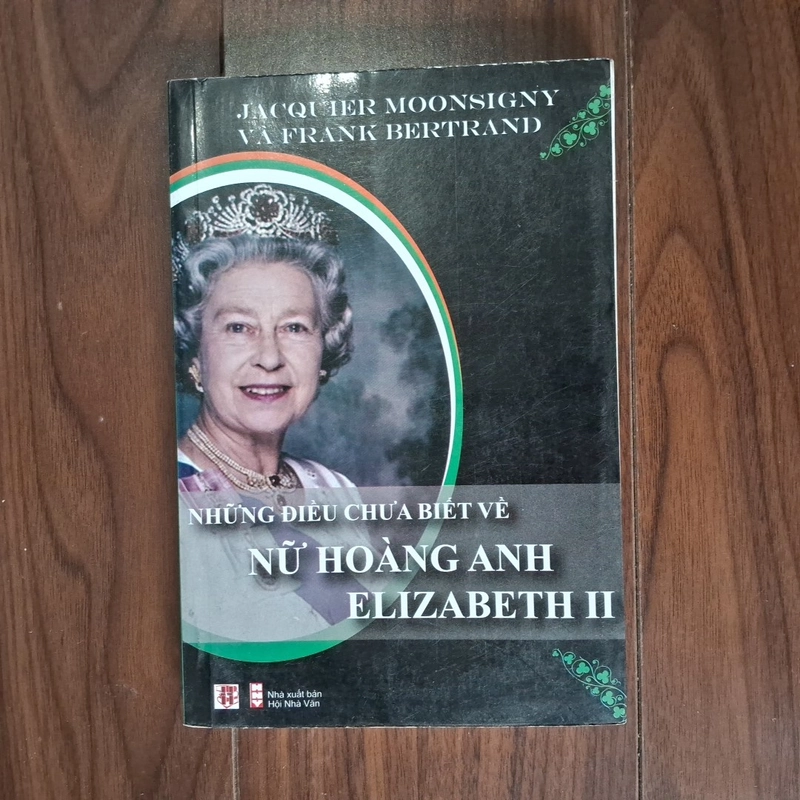 JACQUIER MOONSIGNY
VÀ FRANK BERTRAND
NHỮNG ĐIỀU CHƯA BIẾT VỀ
NỮ HOÀNG ANH
ELIZABETH II
Nhà xuất bản
Hội Nhà Văn